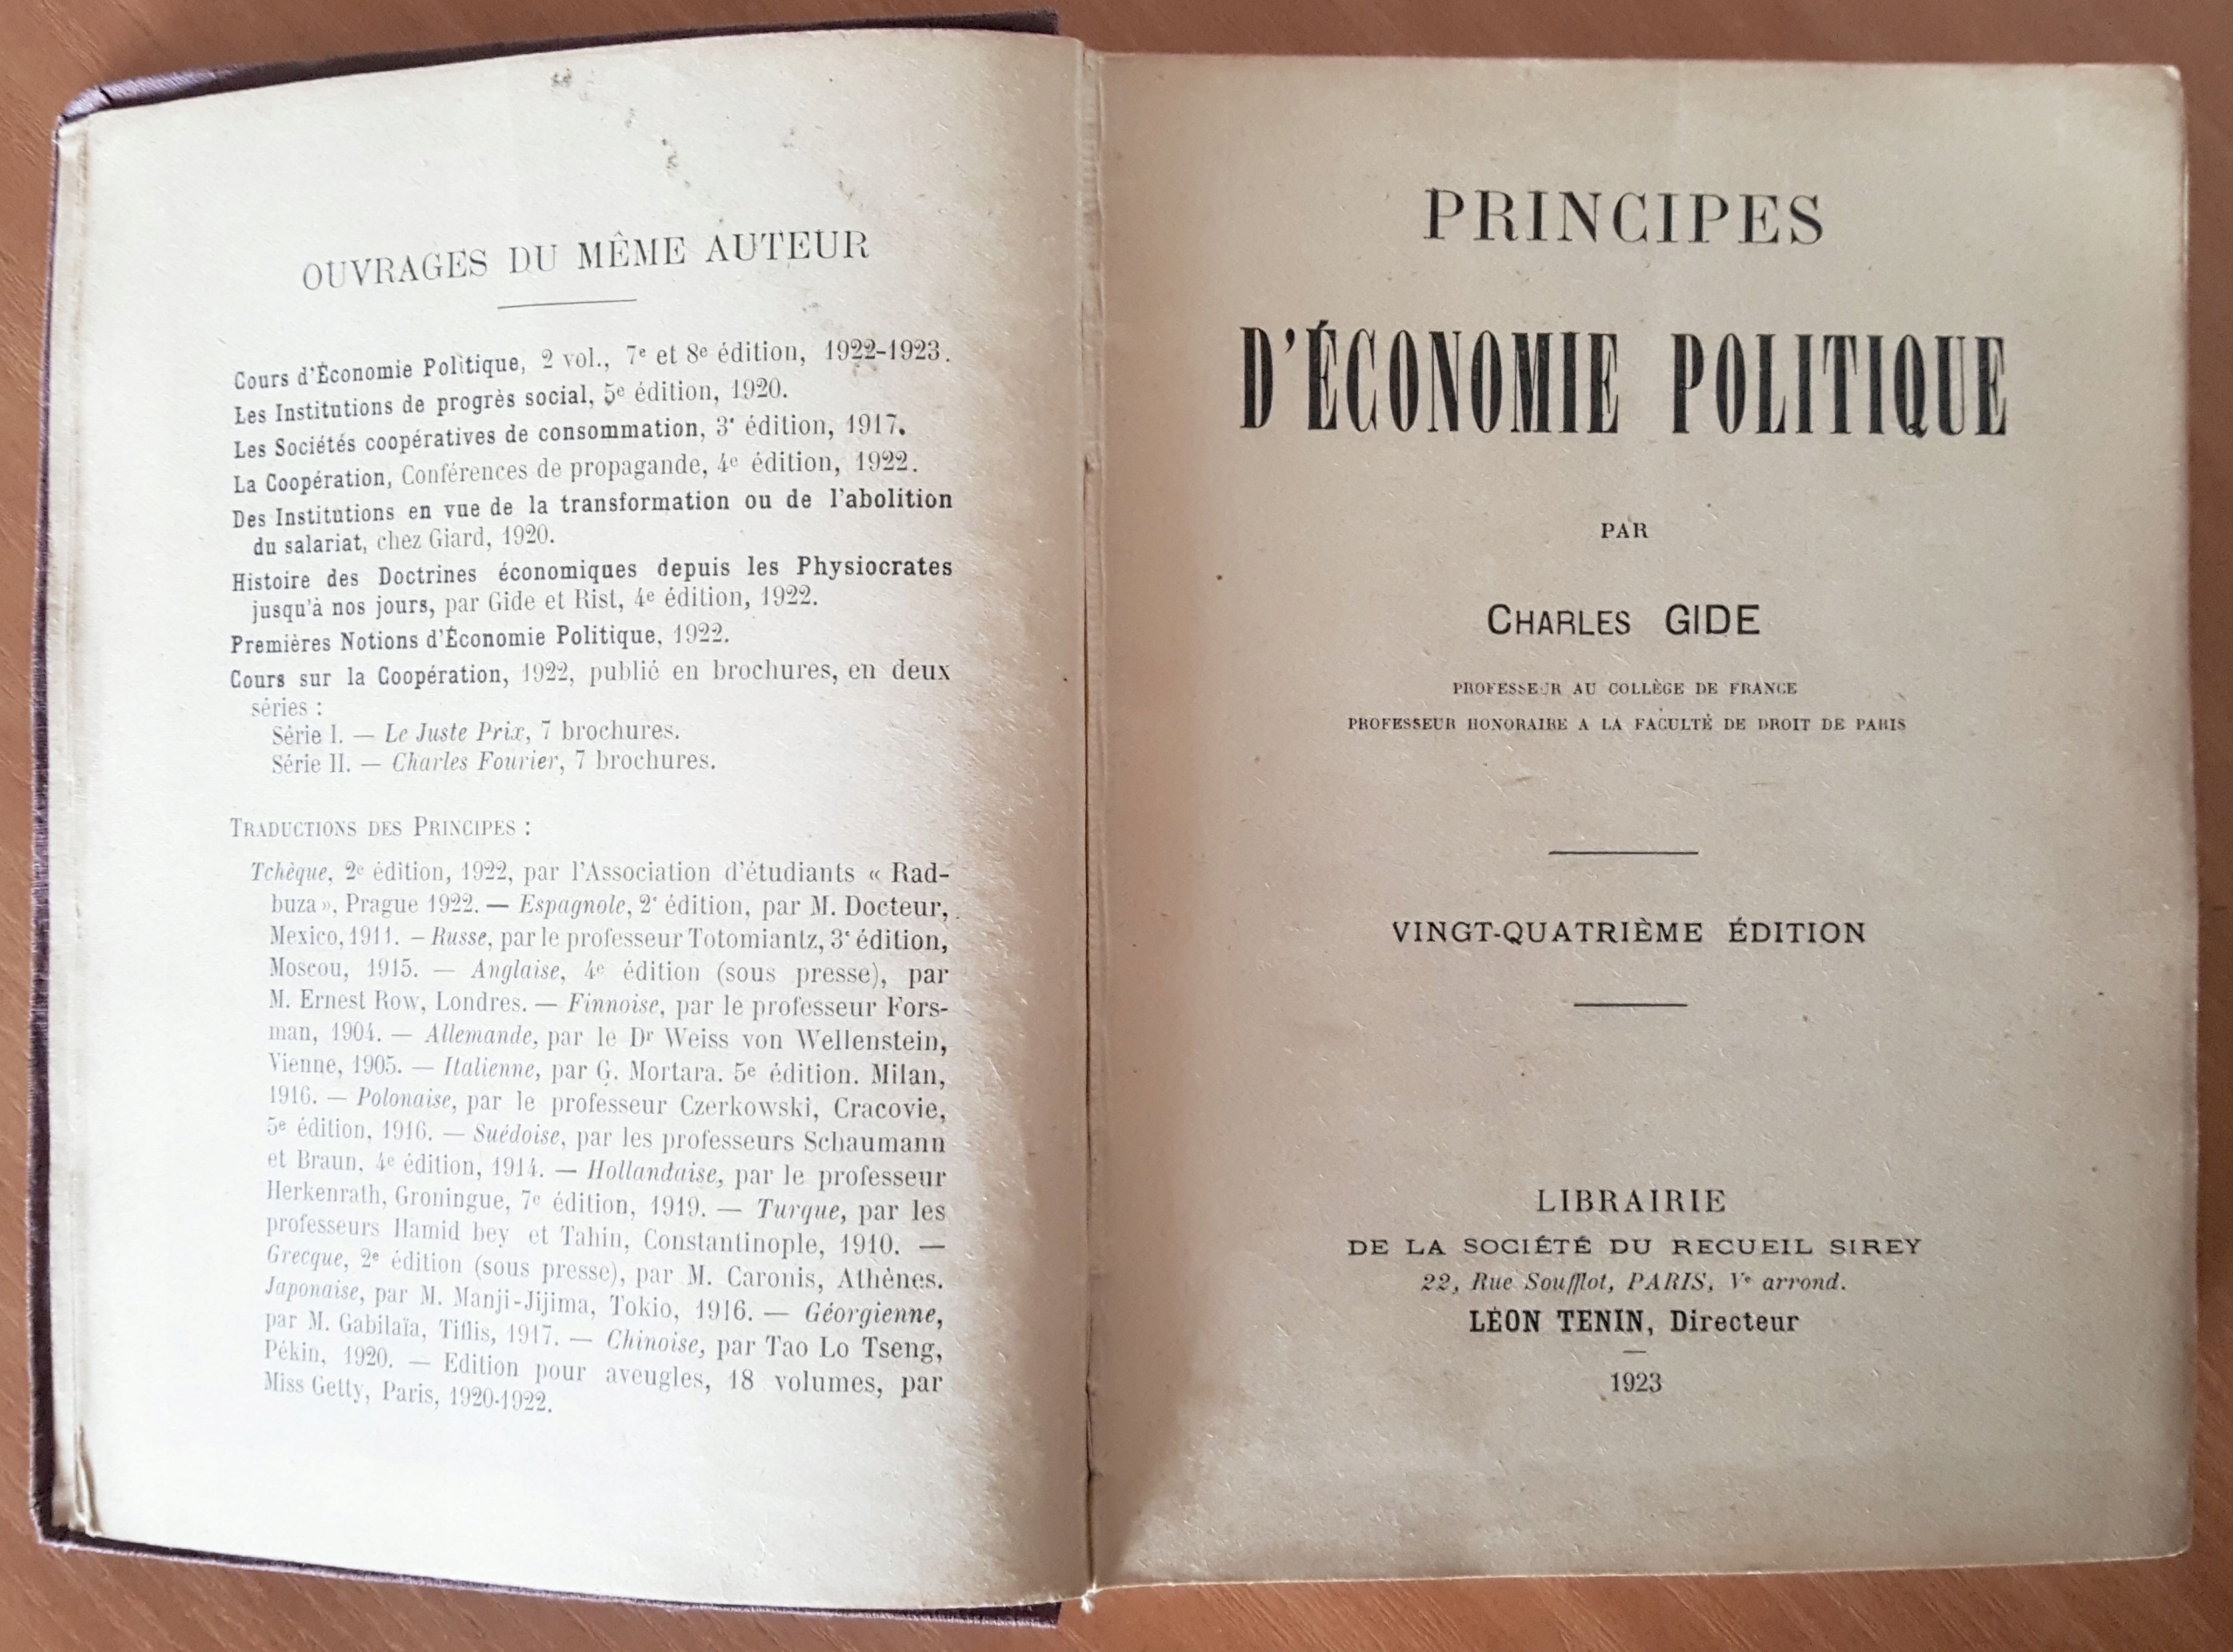 OUVRAGES DU MÊME AUTEUR
Cours d'Économie Politique, 2 vol., 7e et 8e édition, 1922-1923.
Les Institutions de progrès social, 5e édition, 1920.
Les Sociétés coopératives de consommation, 3e édition, 1917.
La Coopération, Conférences de propagande, 4e édition, 1922.
Des Institutions en vue de la transformation ou de l'abolition
du salariat, chez Giard, 1920.
Histoire des Doctrines économiques depuis les Physiocrates
jusqu'à nos jours, par Gide et Rist, 4e édition, 1922.
Premières Notions d'Économie Politique, 1922.
Cours sur la Coopération, 1922, publié en brochures, en deux
séries :
Série I. — Le Juste Prix, 7 brochures.
Série II. — Charles Fourier, 7 brochures.
TRADUCTIONS DES PRINCIPES :
Tchèque, 2e édition, 1922, par l'Association d'étudiants « Rad-
buza », Prague 1922. — Espagnole, 2e édition, par M. Docteur,
Mexico, 1911. — Russe, par le professeur Totomiantz, 3e édition,
Moscou, 1915. — Anglaise, 4e édition (sous presse), par
M. Ernest Row, Londres. — Finnoise, par le professeur Fors-
man, 1904. — Allemande, par le Dr Weiss von Wellenstein,
Vienne, 1905. — Italienne, par G. Mortara. 5e édition. Milan,
1916. — Polonaise, par le professeur Czerkowski, Cracovie,
5e édition, 1916. — Suédoise, par les professeurs Schaumann
et Braun, 4e édition, 1914. — Hollandaise, par le professeur
Herkenrath, Groningue, 7e édition, 1919. — Turque, par les
professeurs Hamid bey et Tahin, Constantinople, 1910. —
Grecque, 2e édition (sous presse), par M. Caronis, Athènes.
Japonaise, par M. Manji-Jijima, Tokio, 1916. — Géorgienne,
par M. Gabilaïa, Tiflis, 1917. — Chinoise, par Tao Lo Tseng,
Pékin, 1920. — Edition pour aveugles, 18 volumes, par
Miss Getty, Paris, 1920-1922.
PRINCIPES
D'ÉCONOMIE POLITIQUE
PAR
CHARLES GIDE
PROFESSEUR AU COLLÈGE DE FRANCE
PROFESSEUR HONORAIRE A LA FACULTÉ DE DROIT DE PARIS
VINGT-QUATRIÈME ÉDITION
LIBRAIRIE
DE LA SOCIÉTÉ DU RECUEIL SIREY
22, Rue Soufflot, PARIS, Ve arrond.
LÉON TENIN, Directeur
1923